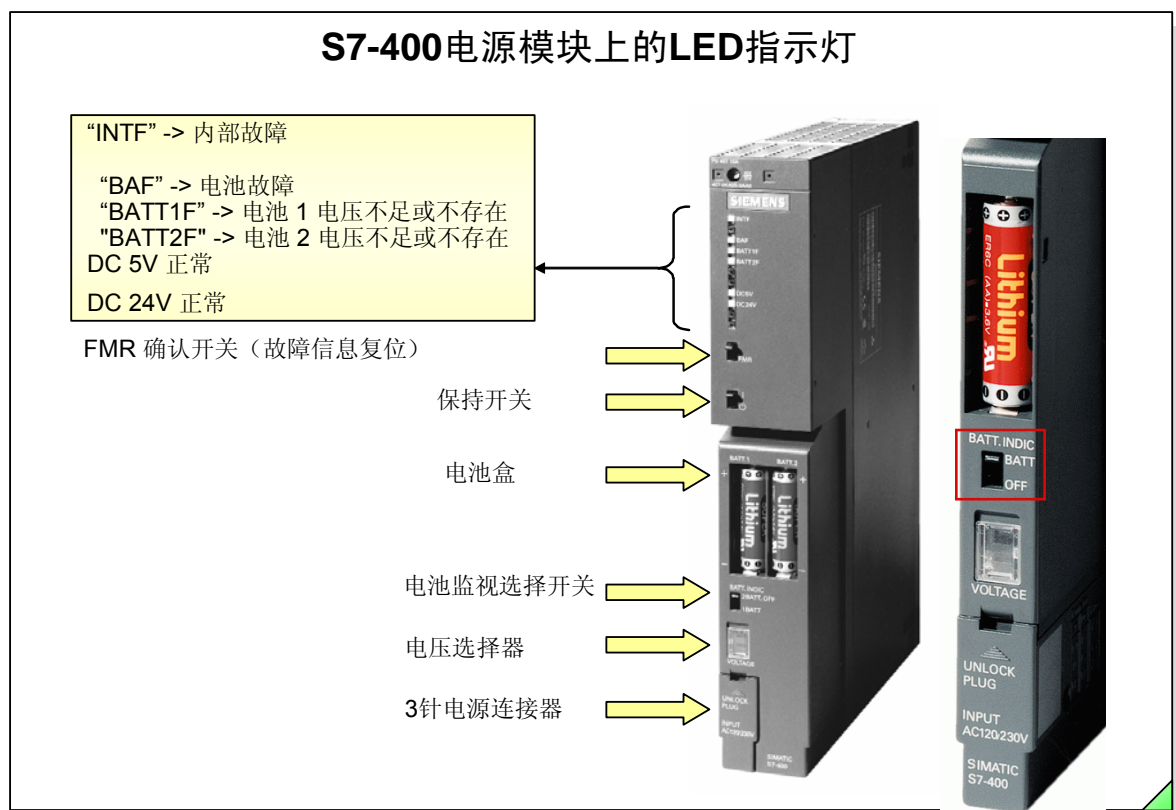 S7-400电源模块上的LED指示灯
“INTF” -> 内部故障
“BAF” -> 电池故障
“BATT1F” -> 电池 1 电压不足或不存在
"BATT2F" -> 电池 2 电压不足或不存在
DC 5V 正常
DC 24V 正常
FMR 确认开关（故障信息复位）
保持开关
电池盒
电池监视选择开关
电压选择器
3针电源连接器
SIEMENS
INTF
BAF
BATT1F
BATT2F
DC5V
DC24V
FMR
BATT.1 BATT.2
Lithium Lithium
BATT. INDIC
2BATT. OFF
1BATT
VOLTAGE
UNLOCK
PLUG
INPUT
AC120/230V
SIMATIC
S7-400
SIEMENS
ER6C (AA) 3.6V
Lithium
BATT. INDIC
BATT
OFF
VOLTAGE
UNLOCK
PLUG
INPUT
AC120/230V
SIMATIC
S7-400